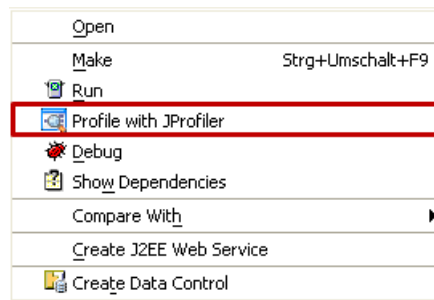 Open
Make Strg+Umschalt+F9
Run
Profile with JProfiler
Debug
Show Dependencies
Compare With
Create J2EE Web Service
Create Data Control